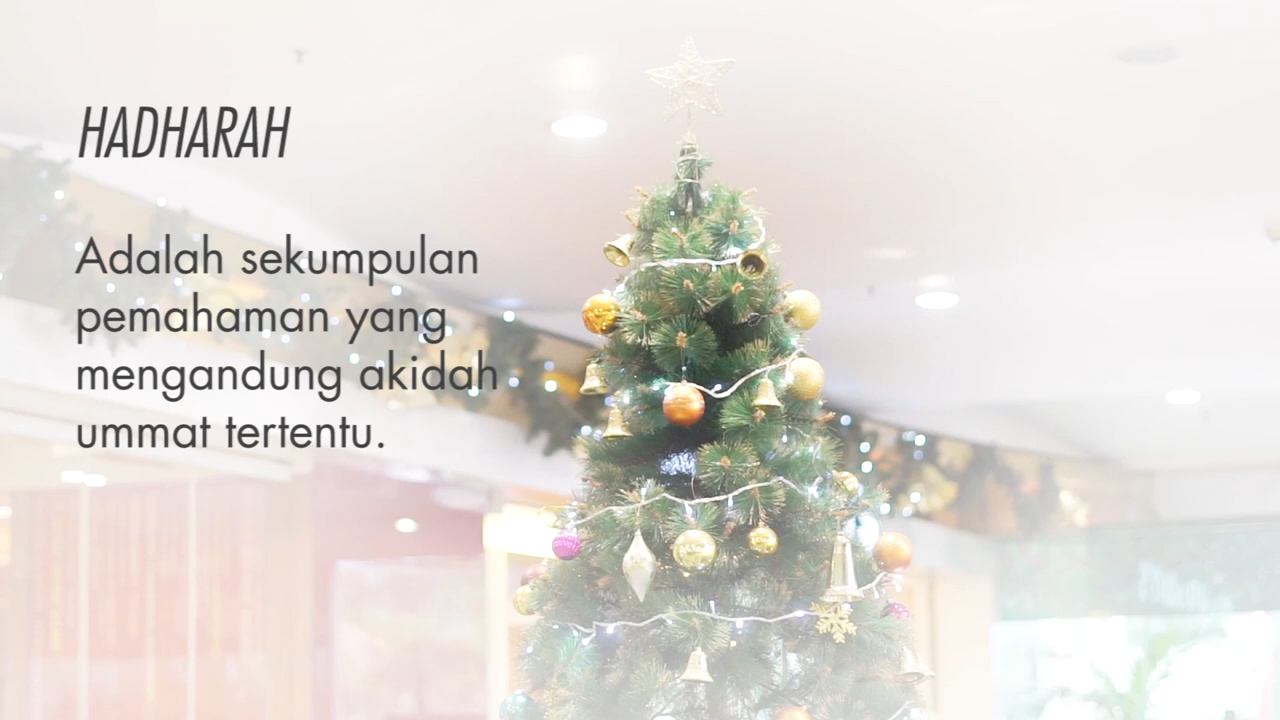 HADHARAH
Adalah sekumpulan
pemahaman yang
mengandung akidah
ummat tertentu.